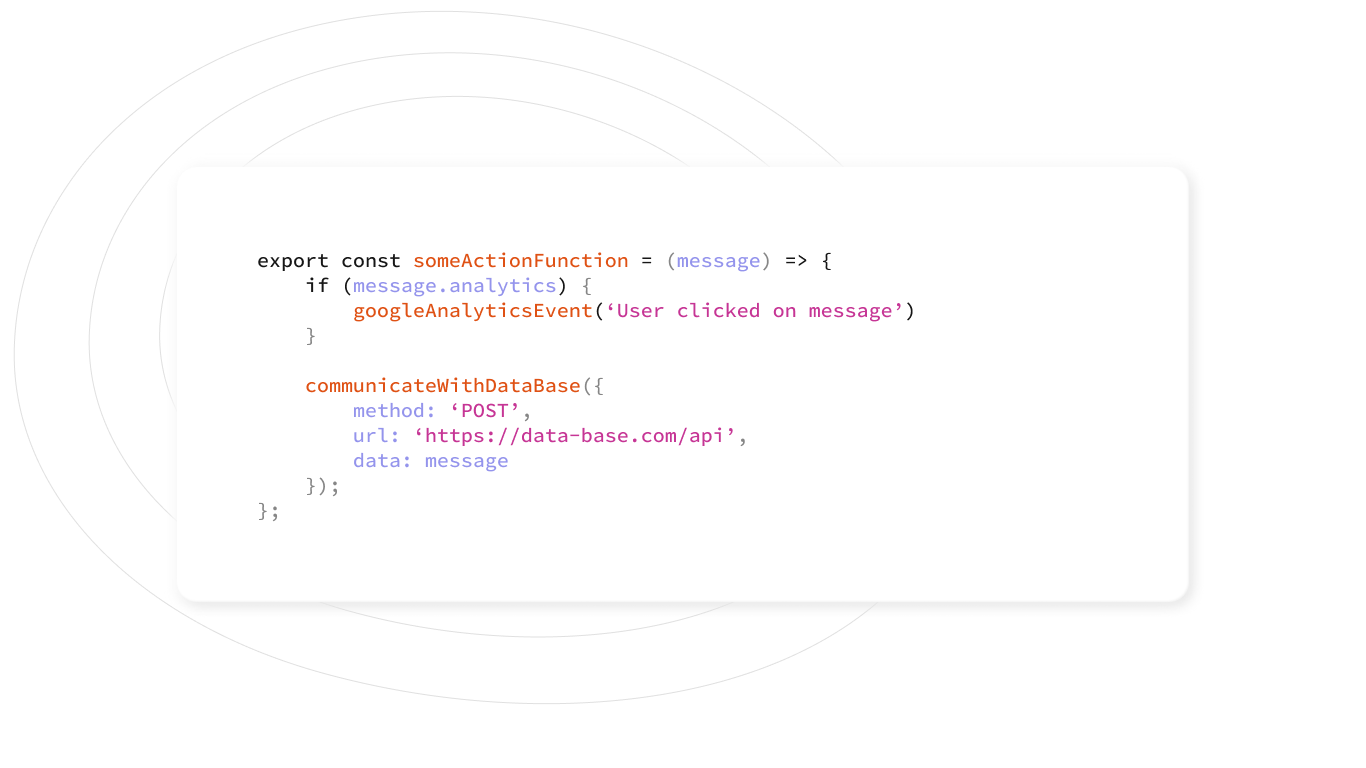 export const someActionFunction = (message) => {
    if (message.analytics) {
        googleAnalyticsEvent(‘User clicked on message’)
    }

    communicateWithDataBase({
        method: ‘POST’,
        url: ‘https://data-base.com/api’,
        data: message
    });
};